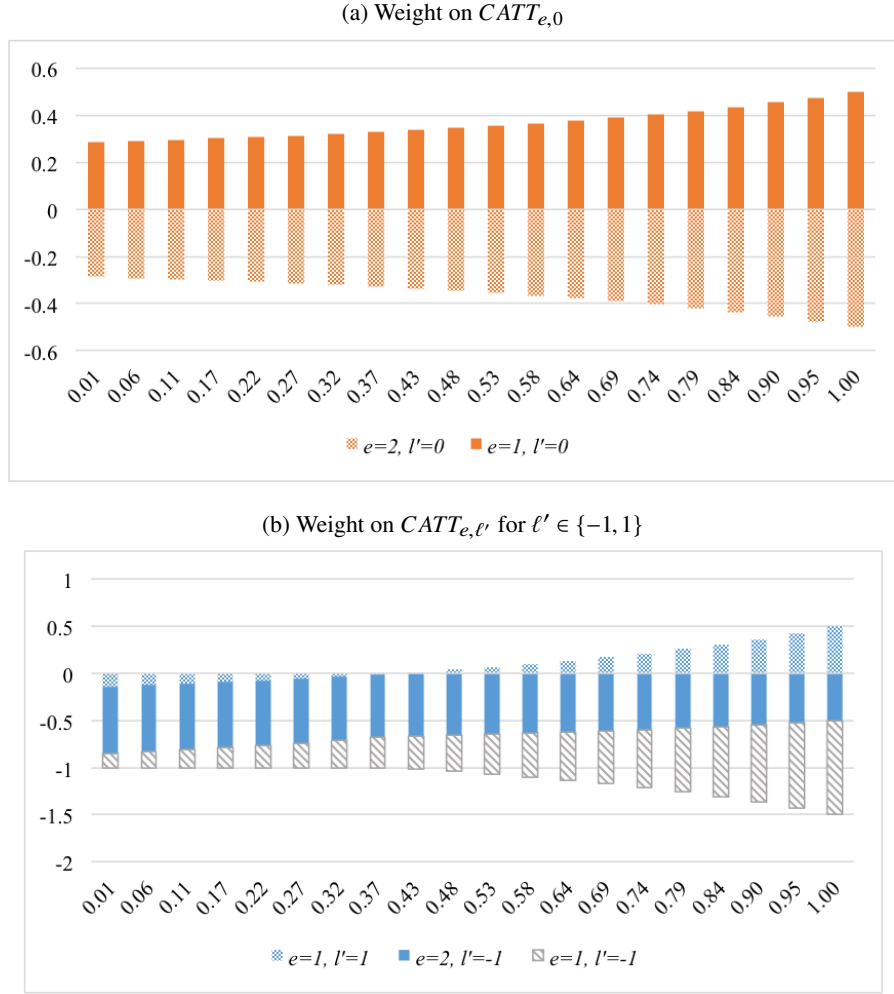 (a) Weight on CATTe,0
0.6
0.4
0.2
0
-0.2
-0.4
-0.6
0.01 0.06 0.11 0.17 0.22 0.27 0.32 0.37 0.43 0.48 0.53 0.58 0.64 0.69 0.74 0.79 0.84 0.90 0.95 1.00
e=2, l'=0 e=1, l'=0
(b) Weight on CATTe,ℓ′ for ℓ′ ∈ {−1, 1}
1
0.5
0
-0.5
-1
-1.5
-2
0.01 0.06 0.11 0.17 0.22 0.27 0.32 0.37 0.43 0.48 0.53 0.58 0.64 0.69 0.74 0.79 0.84 0.90 0.95 1.00
e=1, l'=1 e=2, l'=-1 e=1, l'=-1